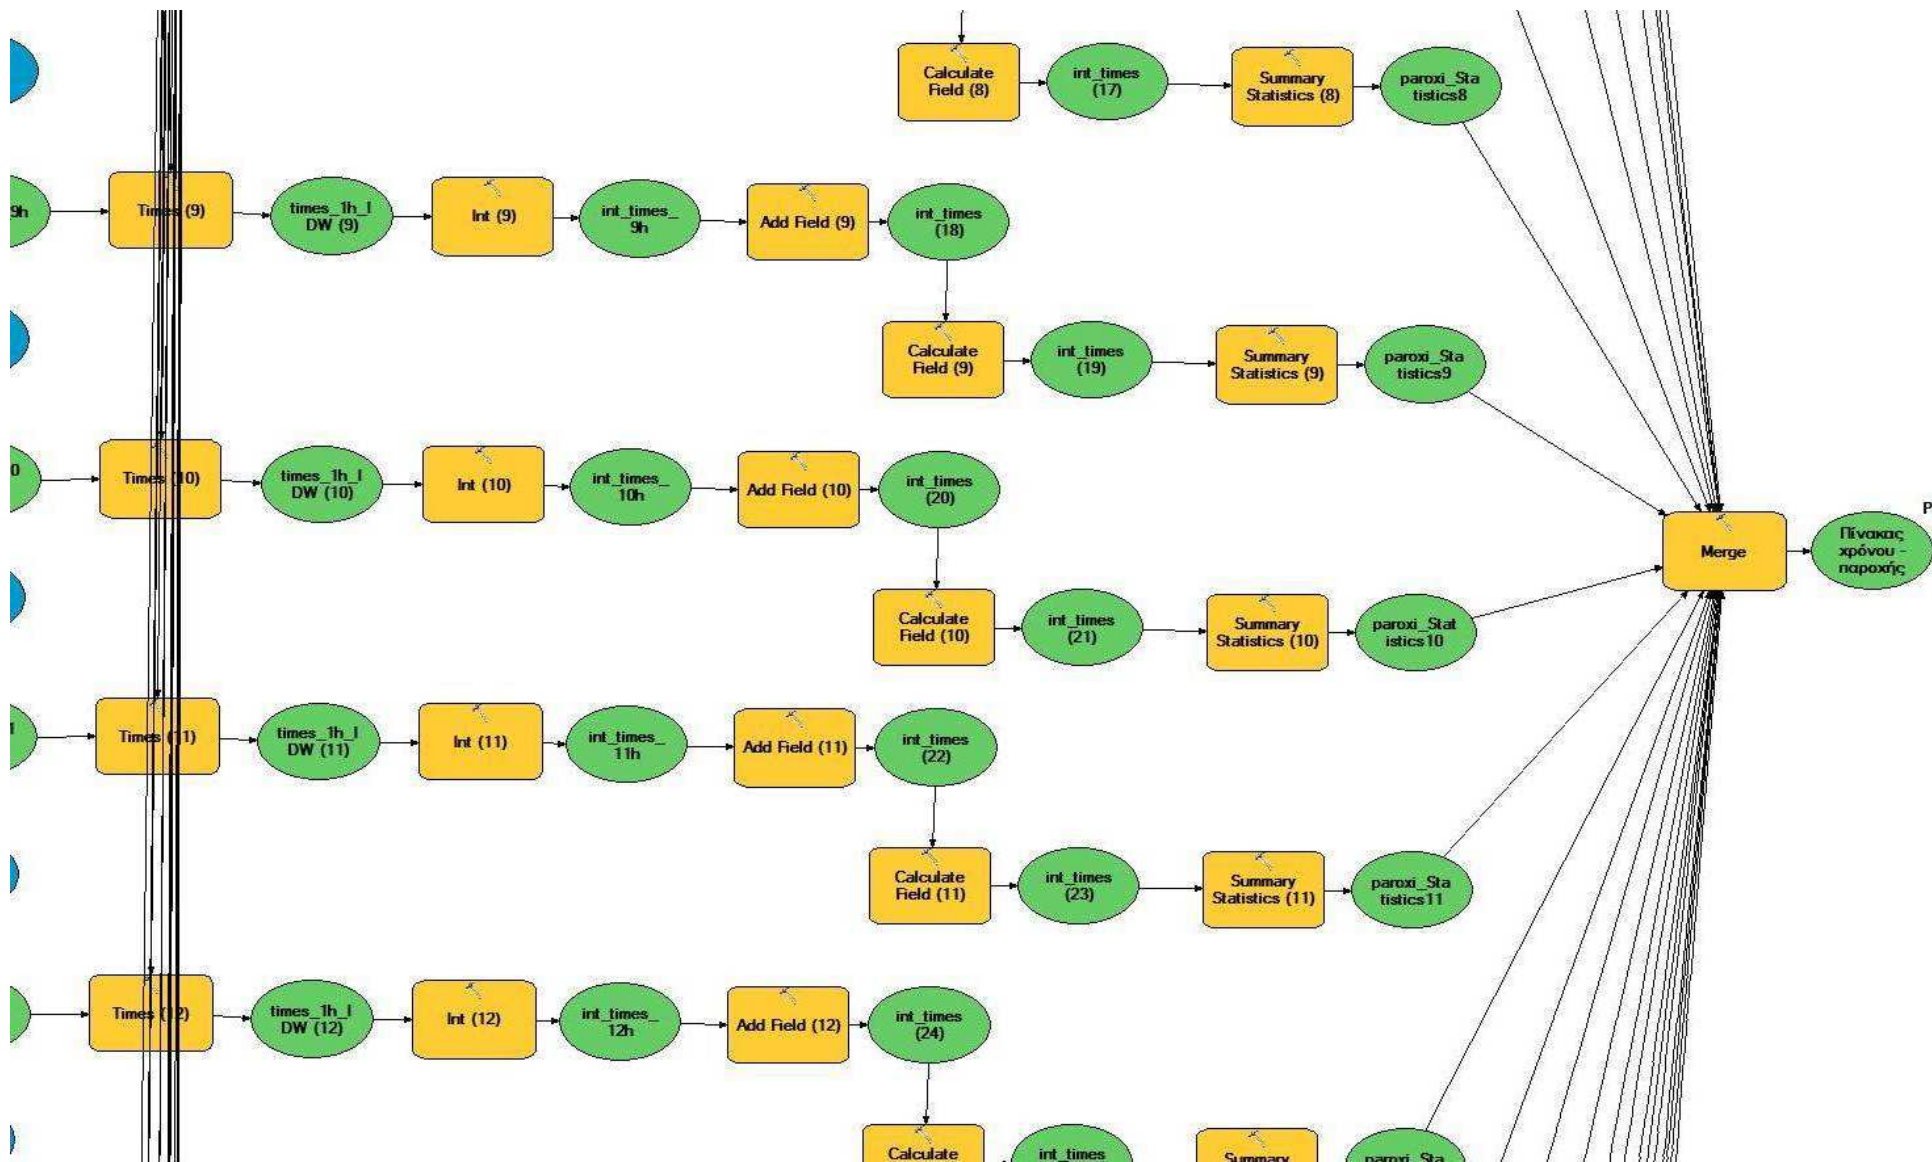 Calculate
Field (8)
int_times
(17)
Summary
Statistics (8)
paroxi_Sta
tistics8
9h
Times (9)
times_1h_I
DW (9)
Int (9)
int_times_
9h
Add Field (9)
int_times
(18)
Calculate
Field (9)
int_times
(19)
Summary
Statistics (9)
paroxi_Sta
tistics9
0
Times (10)
times_1h_I
DW (10)
Int (10)
int_times_
10h
Add Field (10)
int_times
(20)
P
Merge
Πίνακας
χρόνου -
παροχής
Calculate
Field (10)
int_times
(21)
Summary
Statistics (10)
paroxi_Stat
istics10
Times (11)
times_1h_I
DW (11)
Int (11)
int_times_
11h
Add Field (11)
int_times
(22)
Calculate
Field (11)
int_times
(23)
Summary
Statistics (11)
paroxi_Sta
tistics11
Times (12)
times_1h_I
DW (12)
Int (12)
int_times_
12h
Add Field (12)
int_times
(24)
Calculate
int_times
Summary
paroxi_Sta